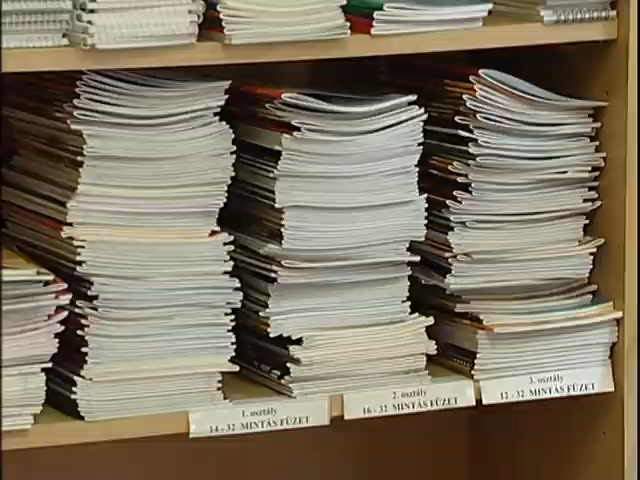 1. osztály
14 - 32 MINTÁS FÜZET
2. osztály
16 - 32 MINTÁS FÜZET
3. osztály
12 - 32 MINTÁS FÜZET